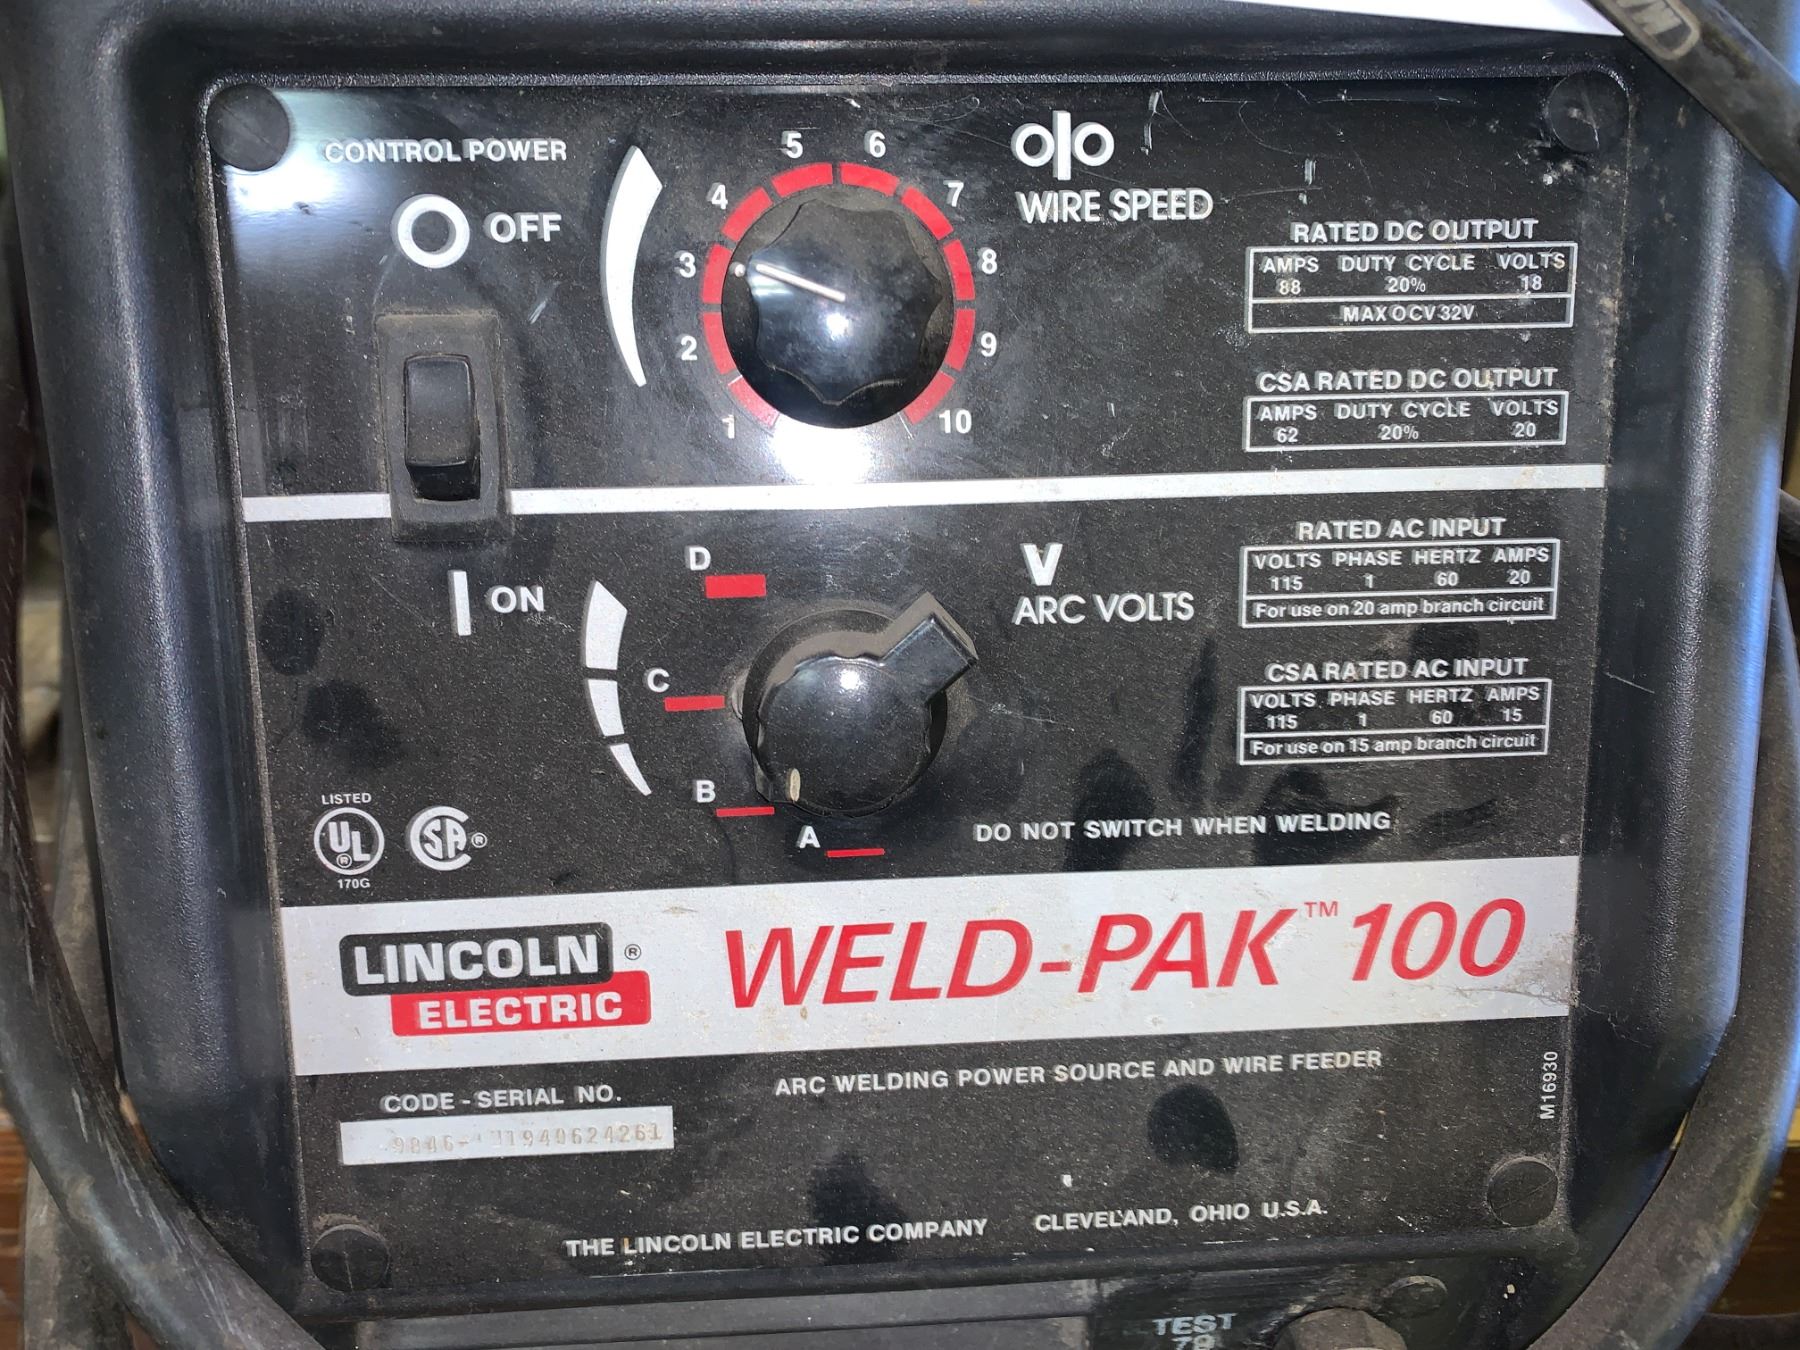 CONTROL POWER
OFF
ON
1 2 3 4 5 6 7 8 9 10
WIRE SPEED
RATED DC OUTPUT
AMPS DUTY CYCLE VOLTS
88 20% 18
MAX OCV 32V
CSA RATED DC OUTPUT
AMPS DUTY CYCLE VOLTS
62 20% 20
D
C
B
A
V
ARC VOLTS
RATED AC INPUT
VOLTS PHASE HERTZ AMPS
115 1 60 20
For use on 20 amp branch circuit
CSA RATED AC INPUT
VOLTS PHASE HERTZ AMPS
115 1 60 15
For use on 15 amp branch circuit
DO NOT SWITCH WHEN WELDING
LISTED
UL ®
170G
SA ®
LINCOLN ®
ELECTRIC
WELD-PAK™ 100
ARC WELDING POWER SOURCE AND WIRE FEEDER
CODE - SERIAL NO.
M16930
THE LINCOLN ELECTRIC COMPANY CLEVELAND, OHIO U.S.A.
TEST